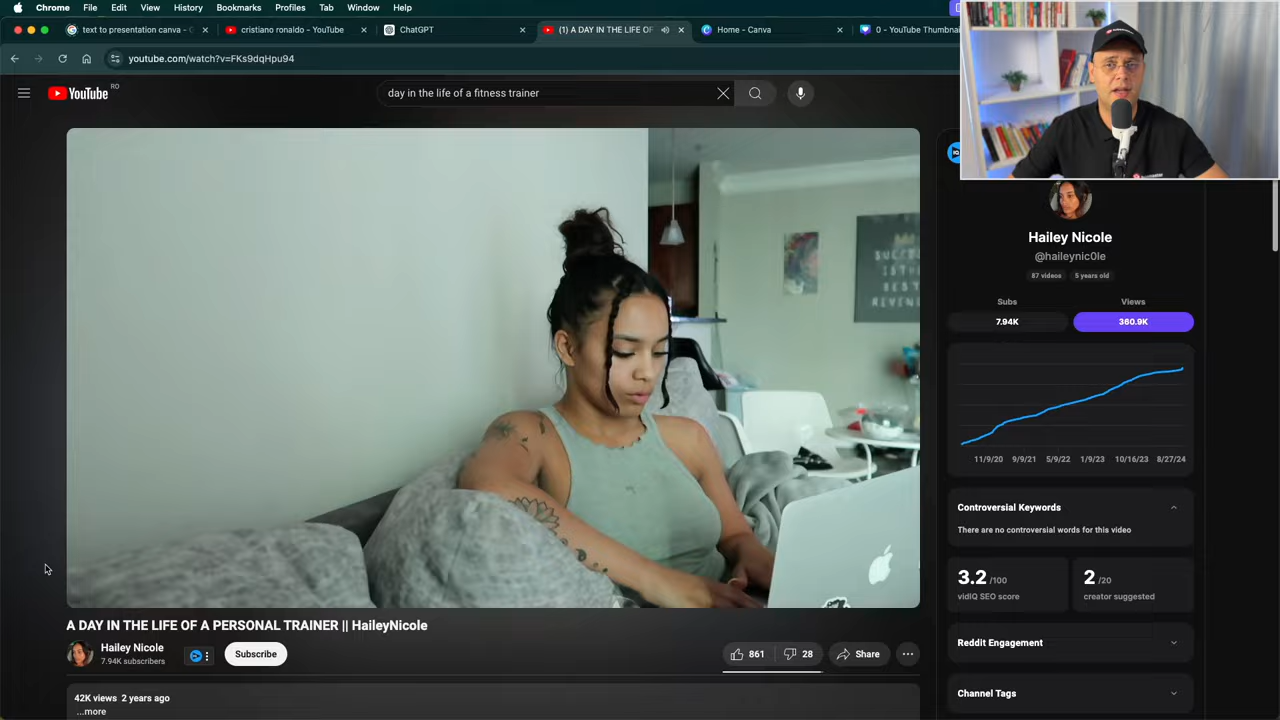 Chrome File Edit View History Bookmarks Profiles Tab Window Help
text to presentation canva -
cristiano ronaldo - YouTube
ChatGPT
(1) A DAY IN THE LIFE OF
Home - Canva
0 - YouTube Thumbnai
youtube.com/watch?v=FKs9dqHpu94
YouTube RO
day in the life of a fitness trainer
SUCCESS
IS THE
BEST
REVENGE
Hailey Nicole
@haileynic0le
87 videos 5 years old
Subs Views
7.94K 360.9K
11/9/20 9/9/21 5/9/22 1/9/23 10/16/23 8/27/24
Controversial Keywords
There are no controversial words for this video
3.2 /100 2 /20
vidIQ SEO score creator suggested
Reddit Engagement
Channel Tags
A DAY IN THE LIFE OF A PERSONAL TRAINER || HaileyNicole
Hailey Nicole
7.94K subscribers
Subscribe
861 28 Share
42K views 2 years ago
...more